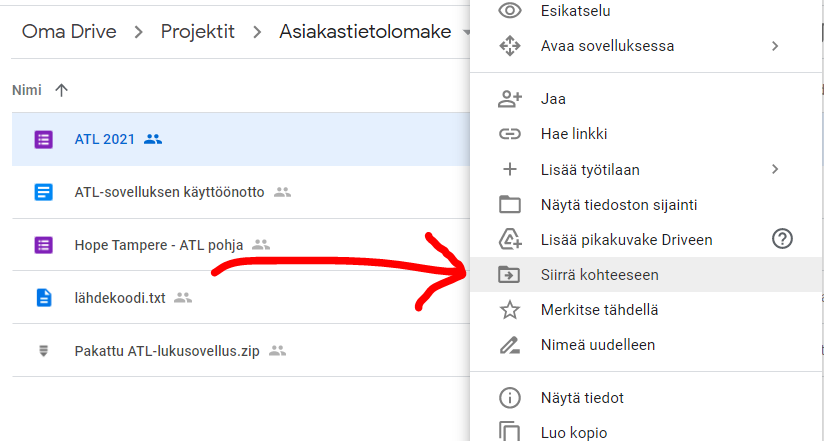 Oma Drive > Projektit > Asiakastietolomake
Nimi
ATL 2021
ATL-sovelluksen käyttöönotto
Hope Tampere - ATL pohja
lähdekoodi.txt
Pakattu ATL-lukusovellus.zip
Esikatselu
Avaa sovelluksessa
Jaa
Hae linkki
Lisää työtilaan
Näytä tiedoston sijainti
Lisää pikakuvake Driveen
Siirrä kohteeseen
Merkitse tähdellä
Nimeä uudelleen
Näytä tiedot
Luo kopio